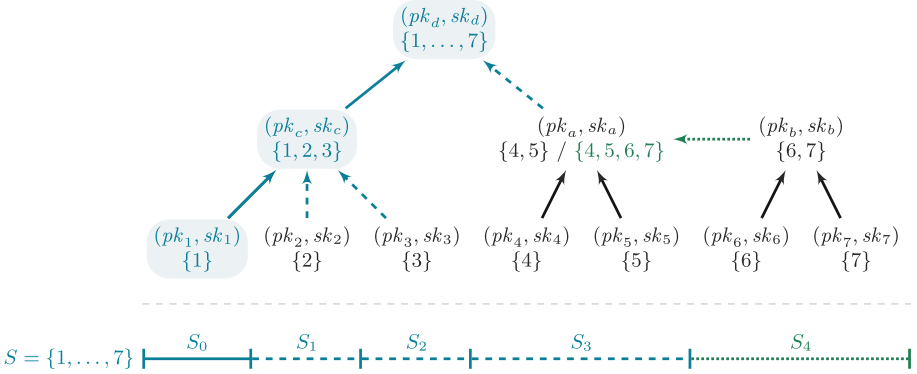 (pk_d, sk_d)
{1, . . . , 7}
(pk_c, sk_c)
{1, 2, 3}
(pk_a, sk_a)
{4, 5} / {4, 5, 6, 7}
(pk_b, sk_b)
{6, 7}
(pk_1, sk_1)
{1}
(pk_2, sk_2)
{2}
(pk_3, sk_3)
{3}
(pk_4, sk_4)
{4}
(pk_5, sk_5)
{5}
(pk_6, sk_6)
{6}
(pk_7, sk_7)
{7}
S = {1, . . . , 7}
S_0
S_1
S_2
S_3
S_4